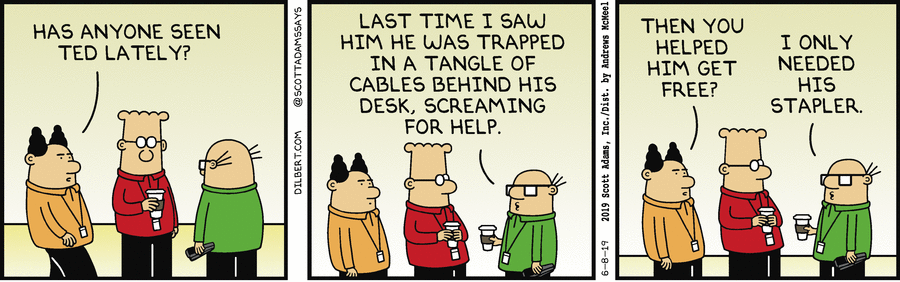 HAS ANYONE SEEN
TED LATELY?
DILBERT.COM @SCOTTADAMSSAYS
LAST TIME I SAW
HIM HE WAS TRAPPED
IN A TANGLE OF
CABLES BEHIND HIS
DESK, SCREAMING
FOR HELP.
6-8-19 2019 Scott Adams, Inc./Dist. by Andrews McMeel
THEN YOU
HELPED
HIM GET
FREE?
I ONLY
NEEDED
HIS
STAPLER.